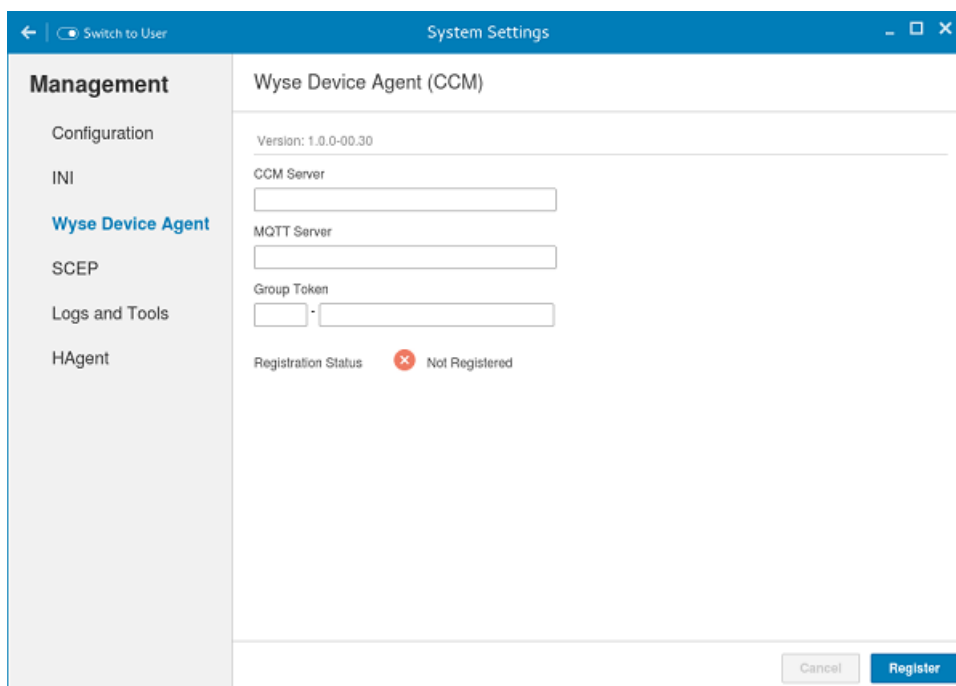 Switch to User
System Settings
Management
Configuration
INI
Wyse Device Agent
SCEP
Logs and Tools
HAgent
Wyse Device Agent (CCM)
Version: 1.0.0-00.30
CCM Server
MQTT Server
Group Token
-
Registration Status Not Registered
Cancel Register